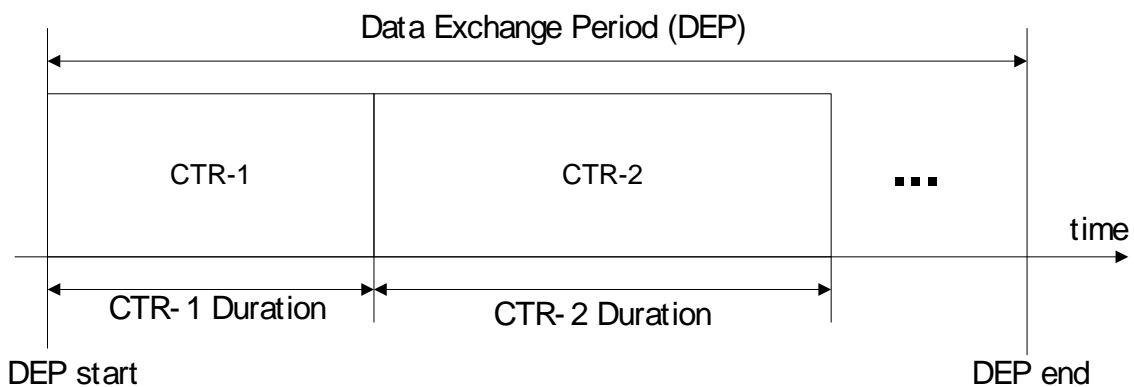 Data Exchange Period (DEP)
CTR-1
CTR-2
...
time
CTR-1 Duration
CTR-2 Duration
DEP start
DEP end